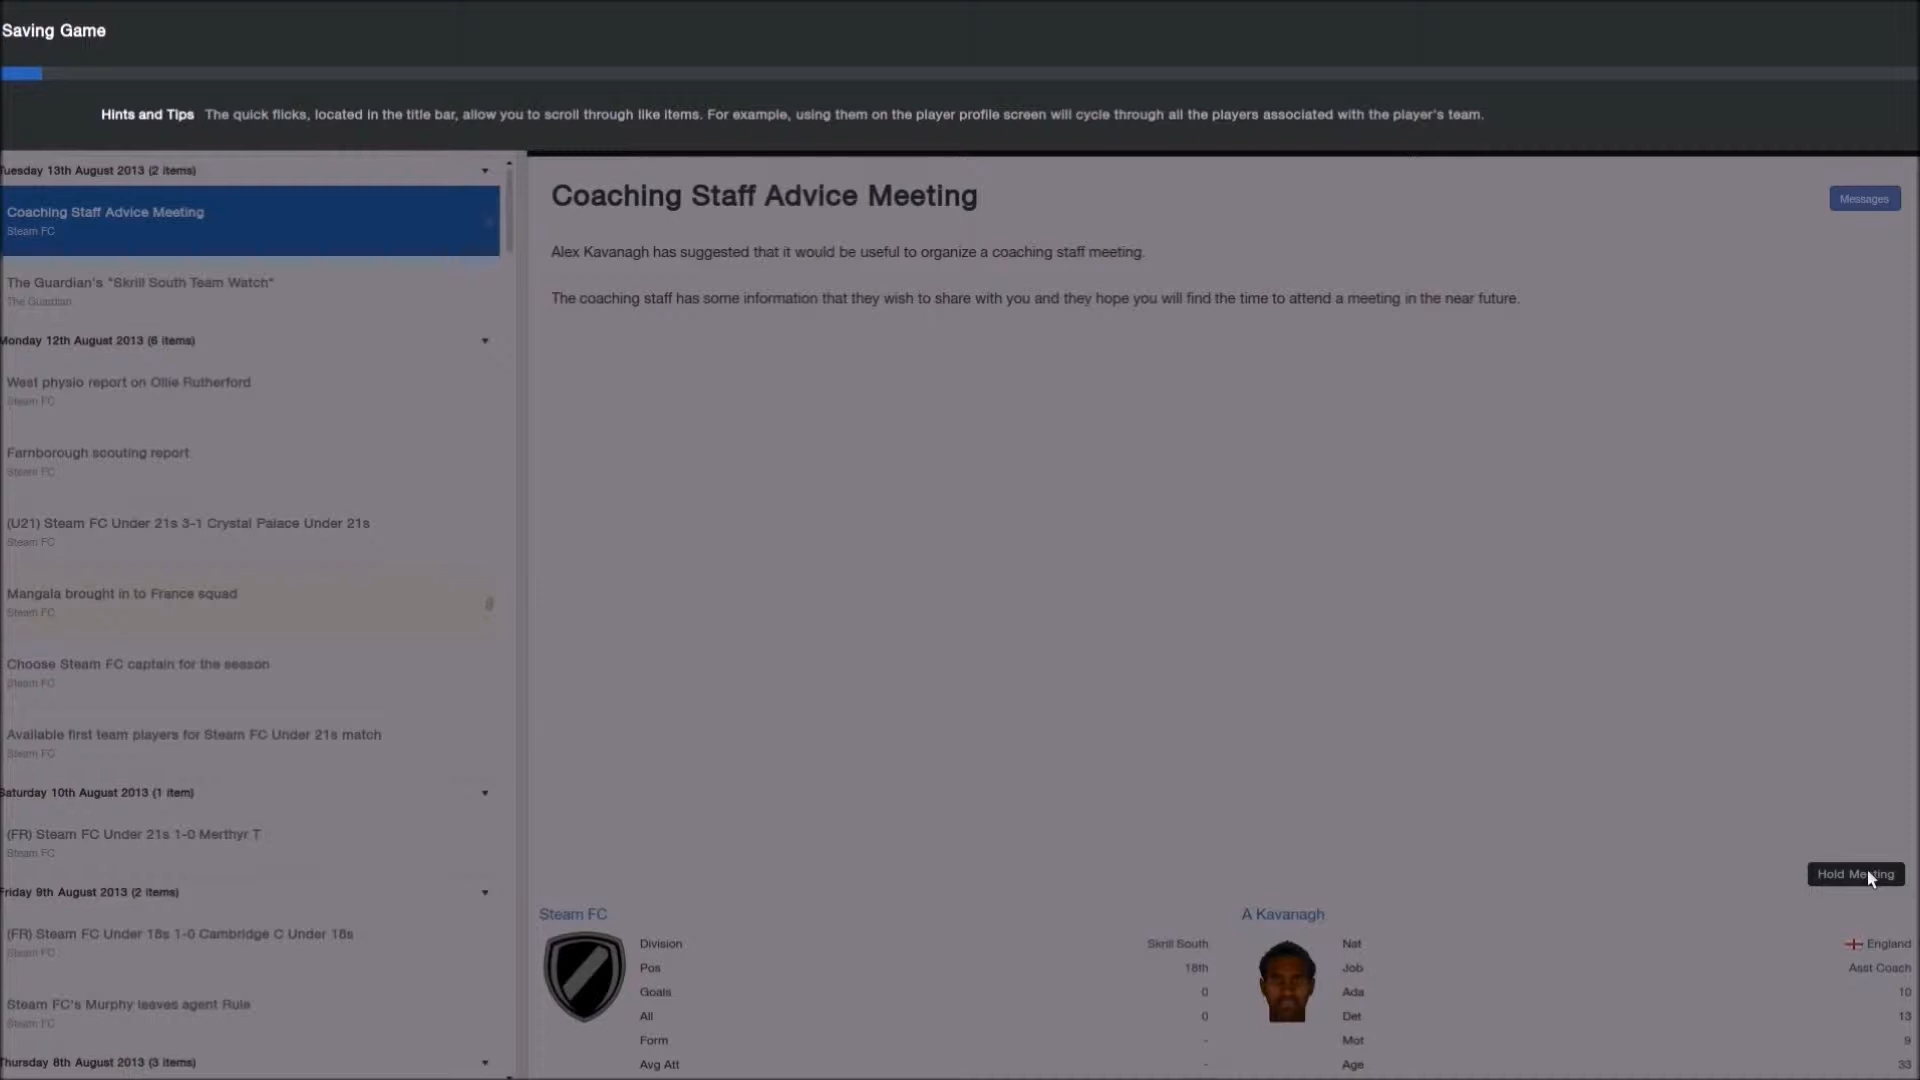 Saving Game
Hints and Tips The quick flicks, located in the title bar, allow you to scroll through like items. For example, using them on the player profile screen will cycle through all the players associated with the player's team.
Tuesday 13th August 2013 (2 items)
Coaching Staff Advice Meeting
Steam FC
The Guardian's "Skrill South Team Watch"
The Guardian
Monday 12th August 2013 (6 items)
West physio report on Ollie Rutherford
Steam FC
Farnborough scouting report
Steam FC
(U21) Steam FC Under 21s 3-1 Crystal Palace Under 21s
Steam FC
Mangala brought in to France squad
Steam FC
Choose Steam FC captain for the season
Steam FC
Available first team players for Steam FC Under 21s match
Steam FC
Saturday 10th August 2013 (1 item)
(FR) Steam FC Under 21s 1-0 Merthyr T
Steam FC
Friday 9th August 2013 (2 items)
(FR) Steam FC Under 18s 1-0 Cambridge C Under 18s
Steam FC
Steam FC's Murphy leaves agent Rule
Steam FC
Thursday 8th August 2013 (3 items)
Coaching Staff Advice Meeting
Messages
Alex Kavanagh has suggested that it would be useful to organize a coaching staff meeting.
The coaching staff has some information that they wish to share with you and they hope you will find the time to attend a meeting in the near future.
Hold Meeting
Steam FC
Division Skrill South
Pos 18th
Goals 0
All 0
Form -
Avg Att -
A Kavanagh
Nat England
Job Asst Coach
Ada 10
Det 13
Mot 9
Age 33